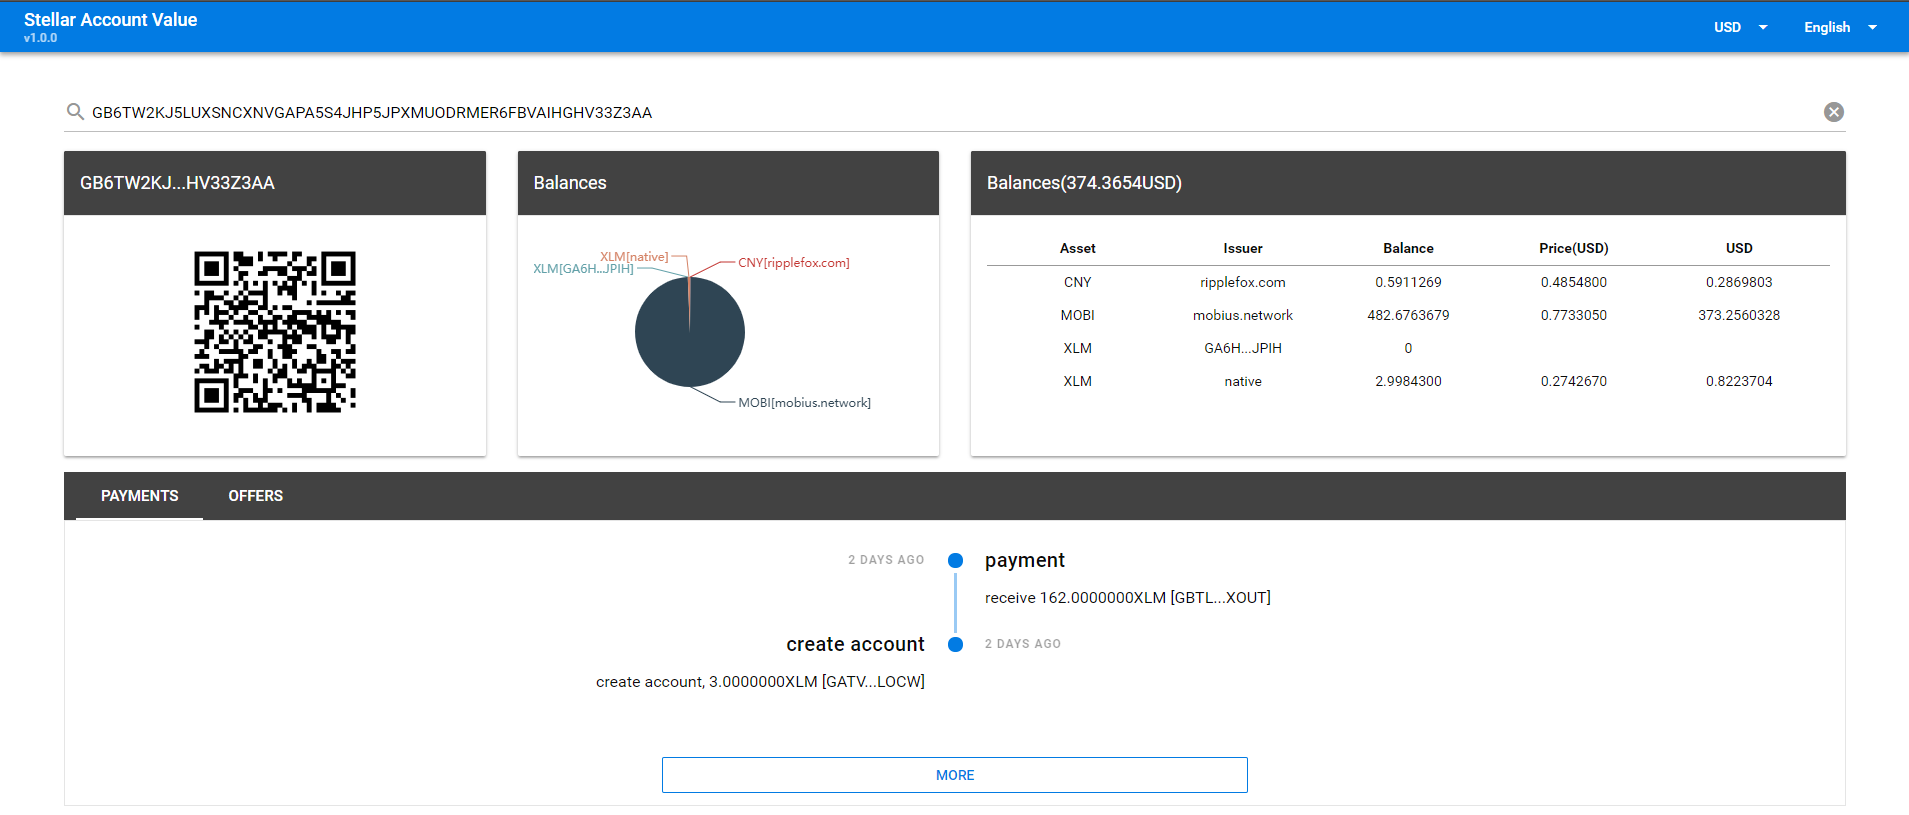 Stellar Account Value
v1.0.0
USD
English
GB6TW2KJ5LUXSNCXNVGAPA5S4JHP5JPXMUODRMER6FBVAIHGHV33Z3AA
GB6TW2KJ...HV33Z3AA
Balances
XLM[native]
XLM[GA6H...JPIH]
CNY[ripplefox.com]
MOBI[mobius.network]
Balances(374.3654USD)
Asset Issuer Balance Price(USD) USD
CNY ripplefox.com 0.5911269 0.4854800 0.2869803
MOBI mobius.network 482.6763679 0.7733050 373.2560328
XLM GA6H...JPIH 0
XLM native 2.9984300 0.2742670 0.8223704
PAYMENTS OFFERS
2 DAYS AGO
payment
receive 162.0000000XLM [GBTL...XOUT]
create account
2 DAYS AGO
create account, 3.0000000XLM [GATV...LOCW]
MORE